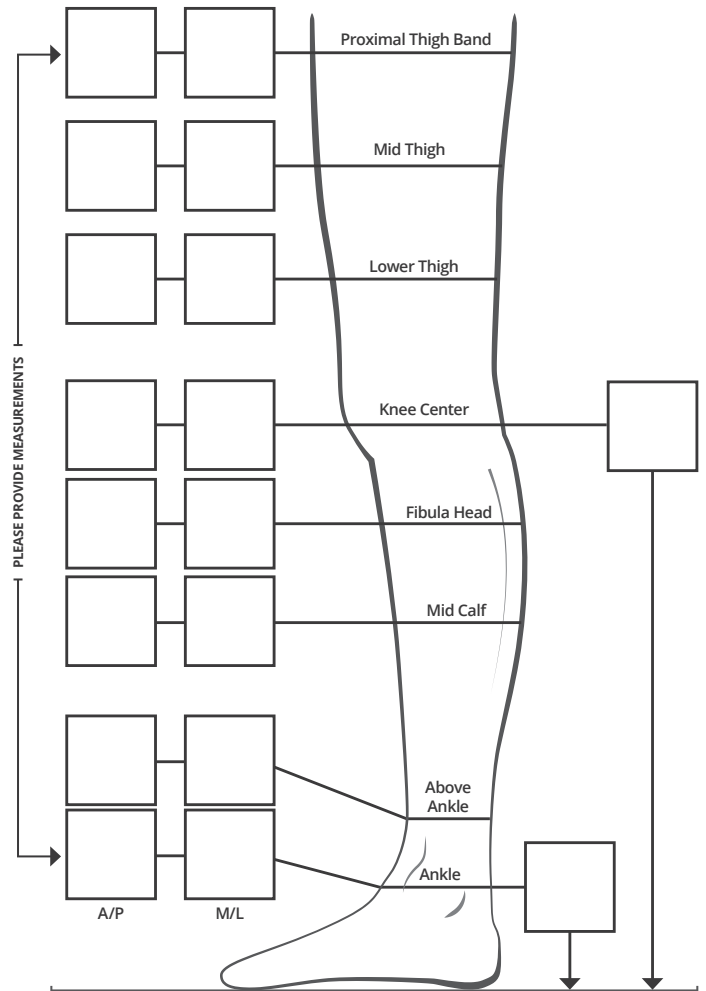 Proximal Thigh Band
Mid Thigh
Lower Thigh
PLEASE PROVIDE MEASUREMENTS
Knee Center
Fibula Head
Mid Calf
Above
Ankle
Ankle
A/P
M/L